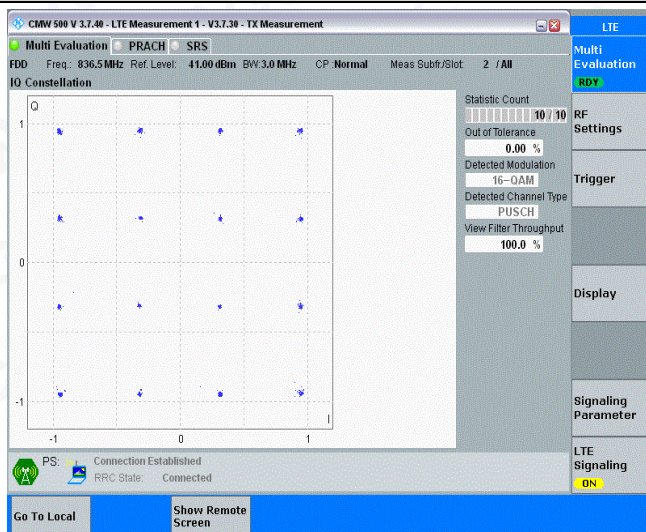 CMW 500 V 3.7.40 - LTE Measurement 1 - V3.7.30 - TX Measurement
LTE
Multi Evaluation PRACH SRS
FDD Freq.: 836.5 MHz Ref. Level: 41.00 dBm BW:3.0 MHz CP :Normal Meas Subfr./Slot: 2 / All
IQ Constellation
Multi
Evaluation
RDY
Q
1
0
-1
I
-1 0 1
Statistic Count
10 / 10
Out of Tolerance
0.00 %
Detected Modulation
16-QAM
Detected Channel Type
PUSCH
View Filter Throughput
100.0 %
RF
Settings
Trigger
Display
Signaling
Parameter
LTE
Signaling
ON
PS: Connection Established
RRC State: Connected
Go To Local
Show Remote
Screen